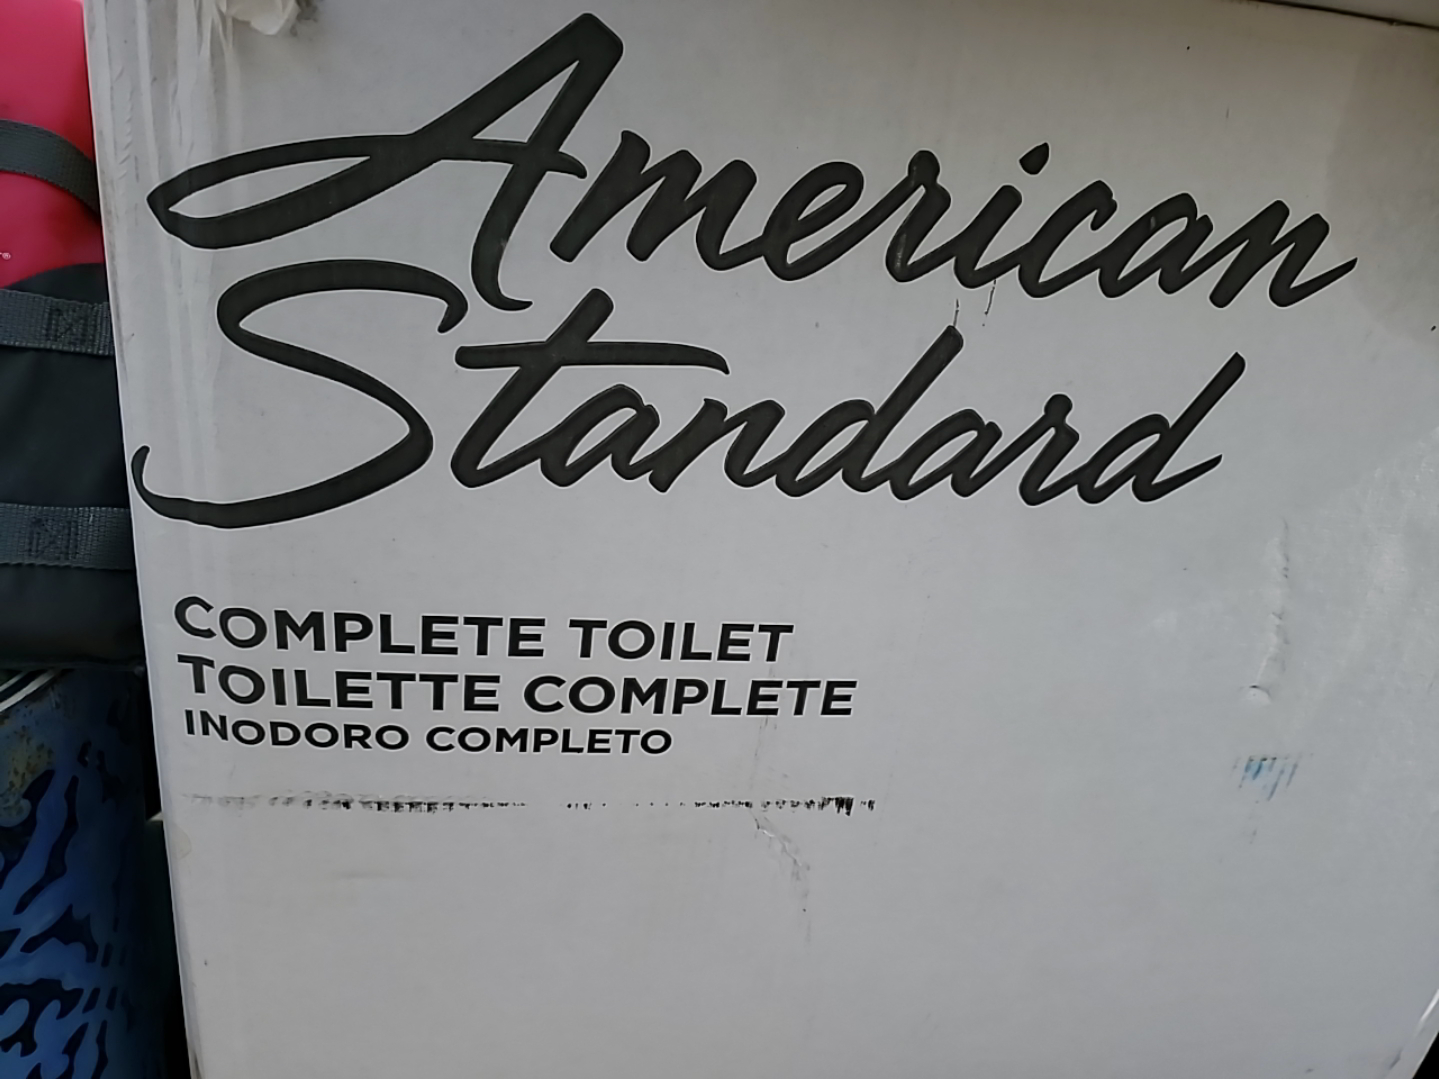 American
Standard
COMPLETE TOILET
TOILETTE COMPLETE
INODORO COMPLETO